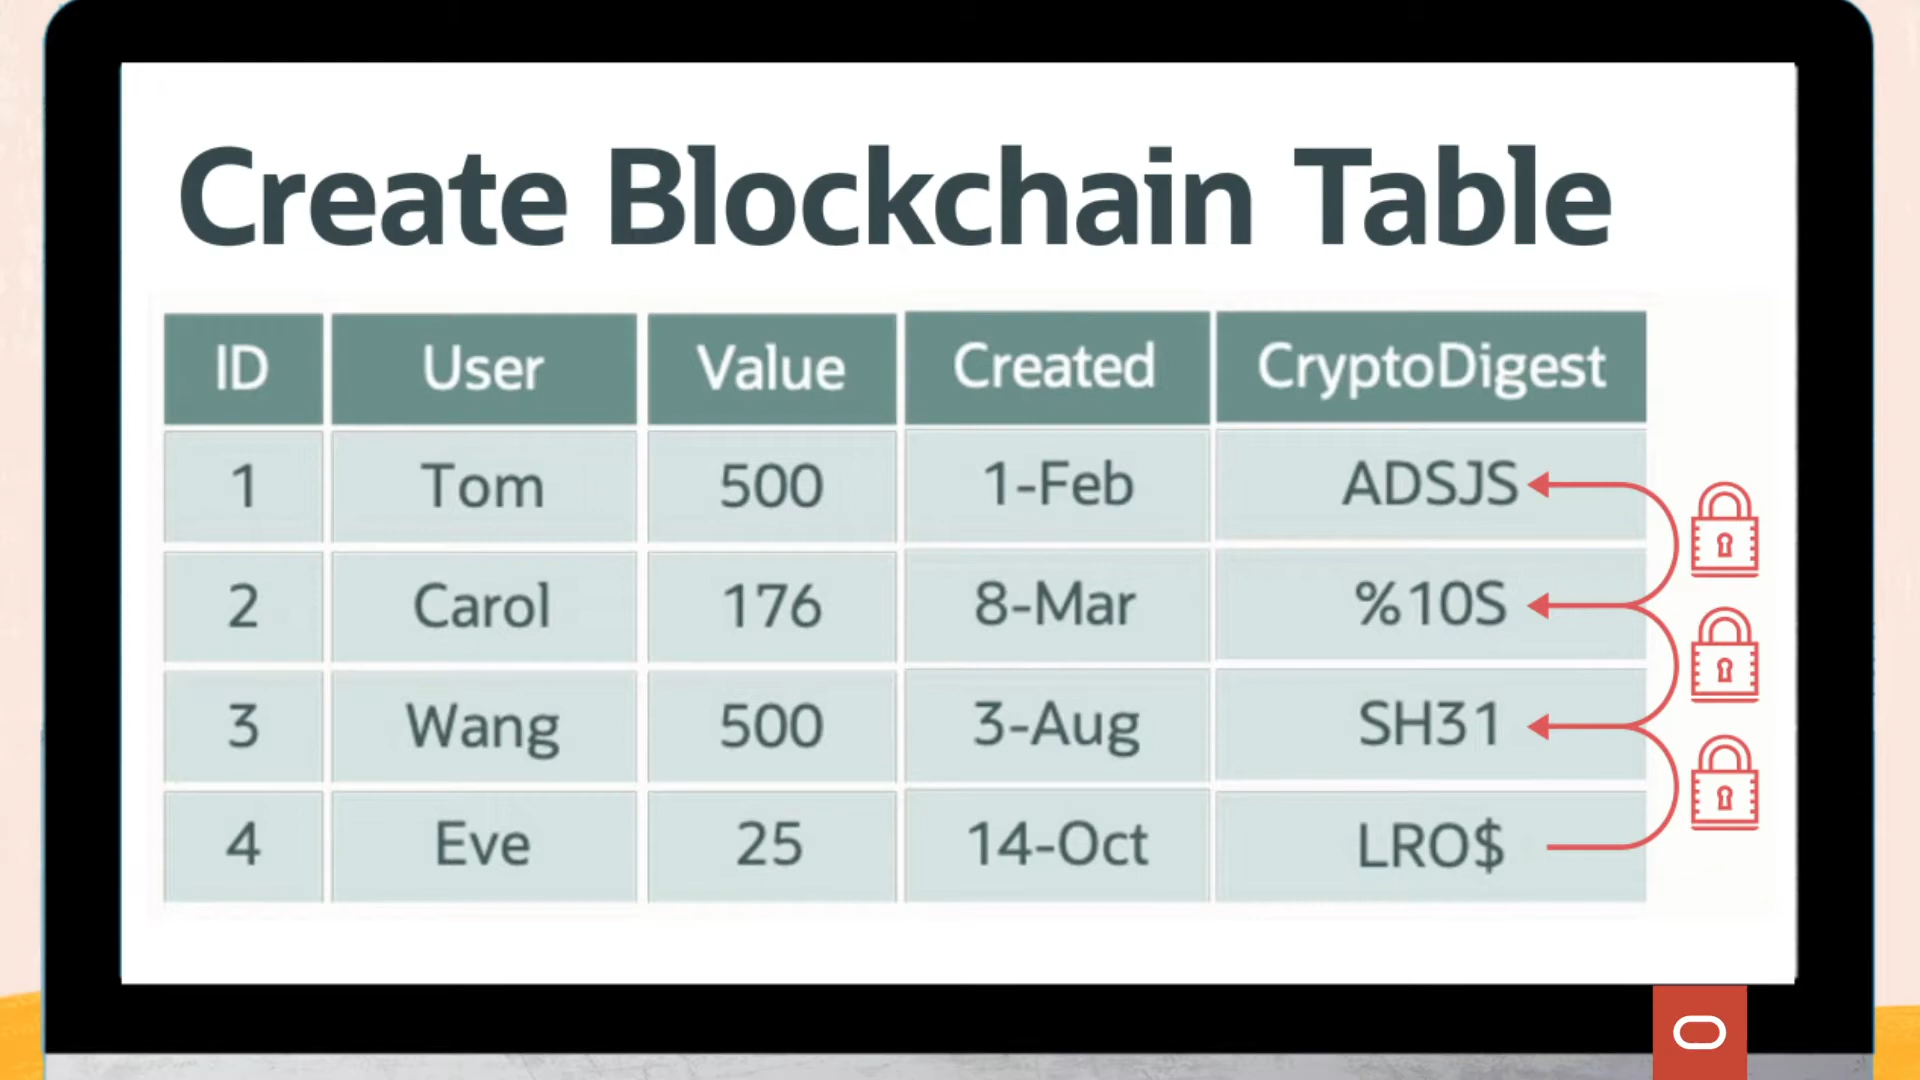 Create Blockchain Table
ID User Value Created CryptoDigest
1 Tom 500 1-Feb ADSJS
2 Carol 176 8-Mar %10S
3 Wang 500 3-Aug SH31
4 Eve 25 14-Oct LRO$